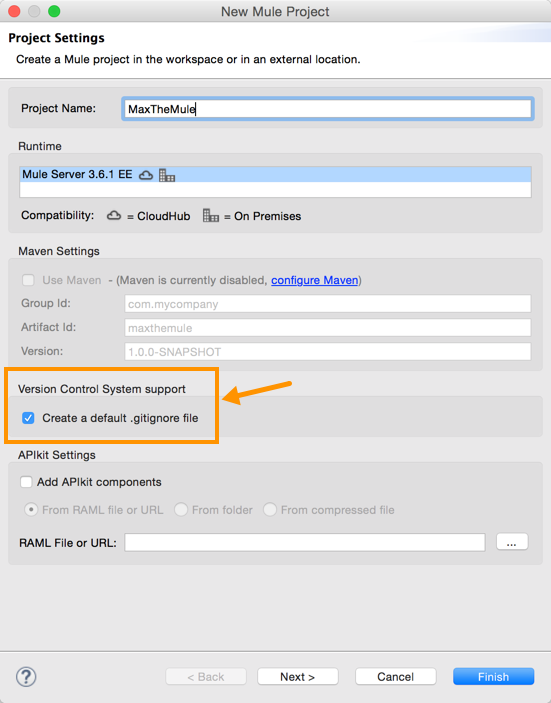 New Mule Project
Project Settings
Create a Mule project in the workspace or in an external location.
Project Name: MaxTheMule
Runtime
Mule Server 3.6.1 EE
Compatibility: = CloudHub = On Premises
Maven Settings
Use Maven - (Maven is currently disabled, configure Maven)
Group Id: com.mycompany
Artifact Id: maxthemule
Version: 1.0.0-SNAPSHOT
Version Control System support
Create a default .gitignore file
APIkit Settings
Add APIkit components
From RAML file or URL From folder From compressed file
RAML File or URL: ...
? < Back Next > Cancel Finish